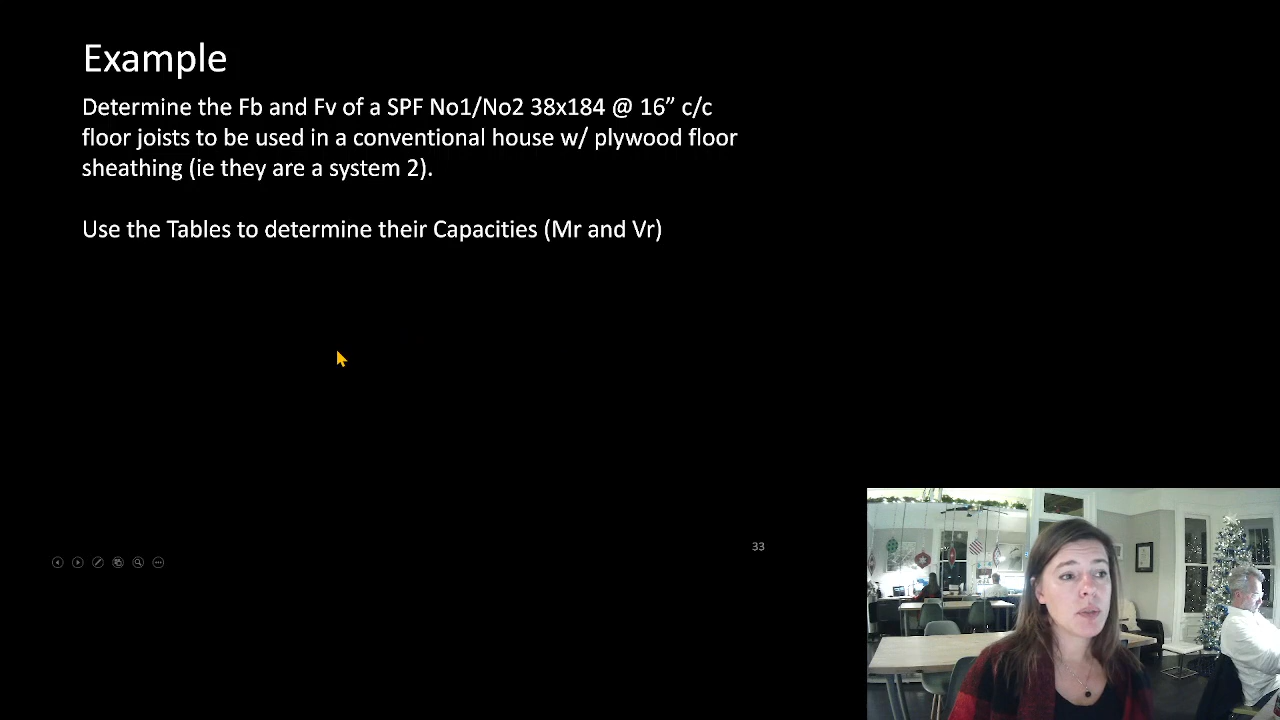 Example
Determine the Fb and Fv of a SPF No1/No2 38x184 @ 16” c/c
floor joists to be used in a conventional house w/ plywood floor
sheathing (ie they are a system 2).
Use the Tables to determine their Capacities (Mr and Vr)
33